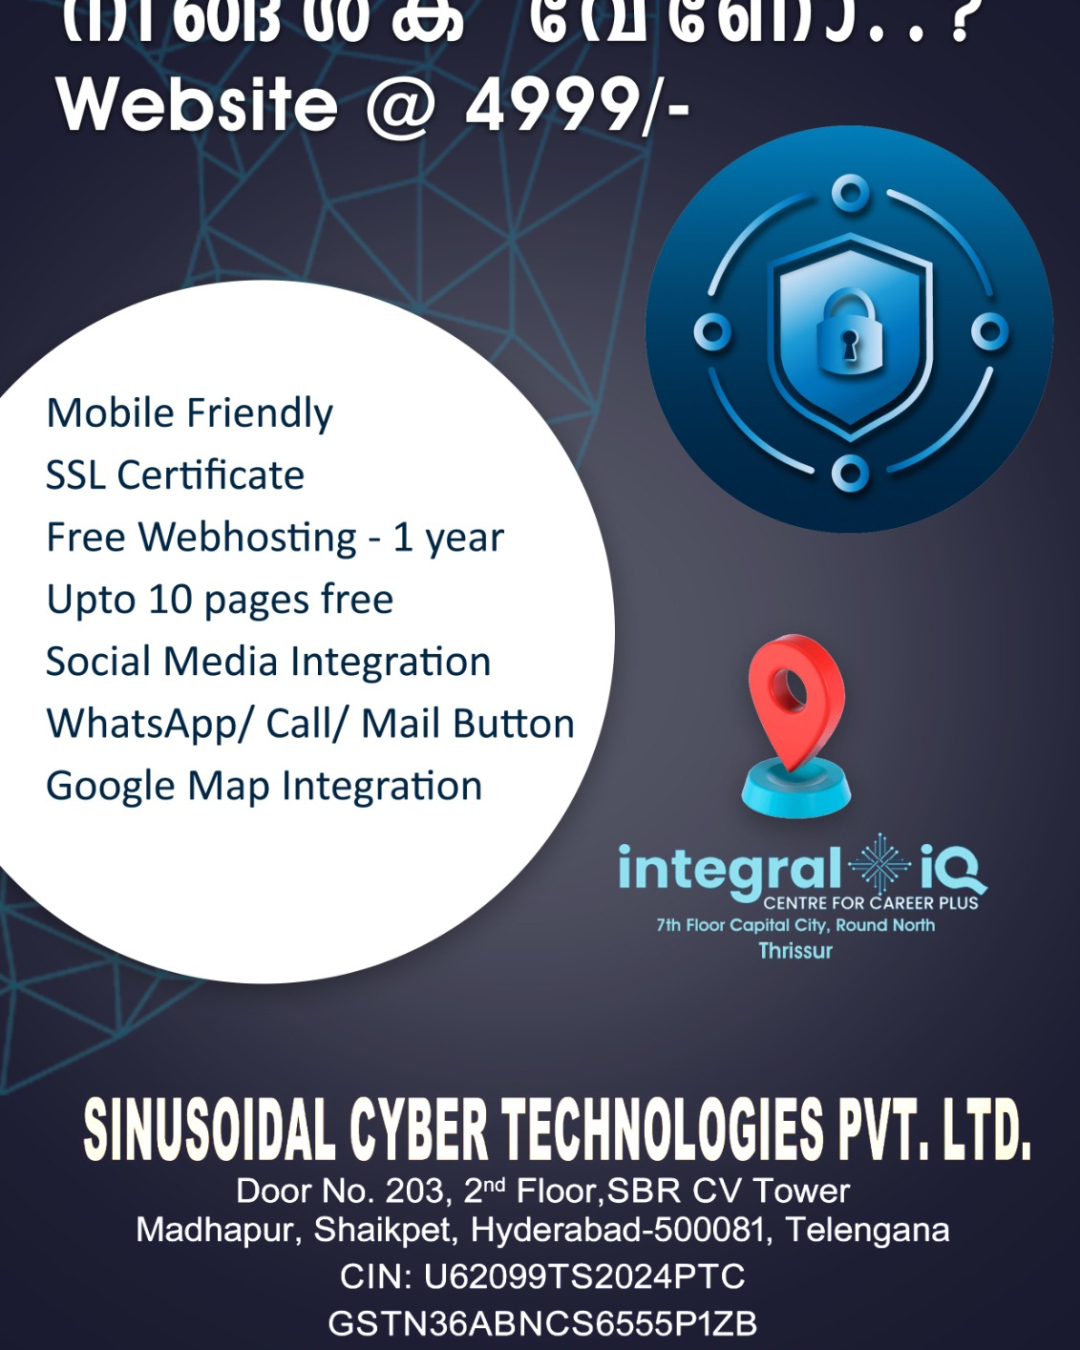 നിങ്ങൾക്ക് വേണോ..?
Website @ 4999/-
Mobile Friendly
SSL Certificate
Free Webhosting - 1 year
Upto 10 pages free
Social Media Integration
WhatsApp/ Call/ Mail Button
Google Map Integration
integral iQ
CENTRE FOR CAREER PLUS
7th Floor Capital City, Round North
Thrissur
SINUSOIDAL CYBER TECHNOLOGIES PVT. LTD.
Door No. 203, 2nd Floor,SBR CV Tower
Madhapur, Shaikpet, Hyderabad-500081, Telengana
CIN: U62099TS2024PTC
GSTN36ABNCS6555P1ZB